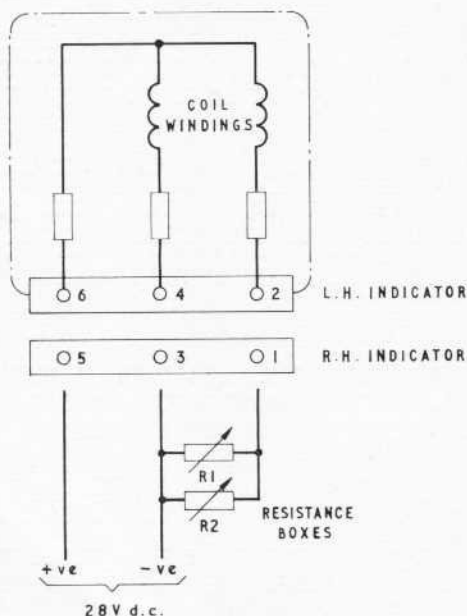 COIL
WINDINGS
6 4 2 L.H. INDICATOR
5 3 1 R.H. INDICATOR
R1
R2
RESISTANCE
BOXES
+ve -ve
28V d.c.